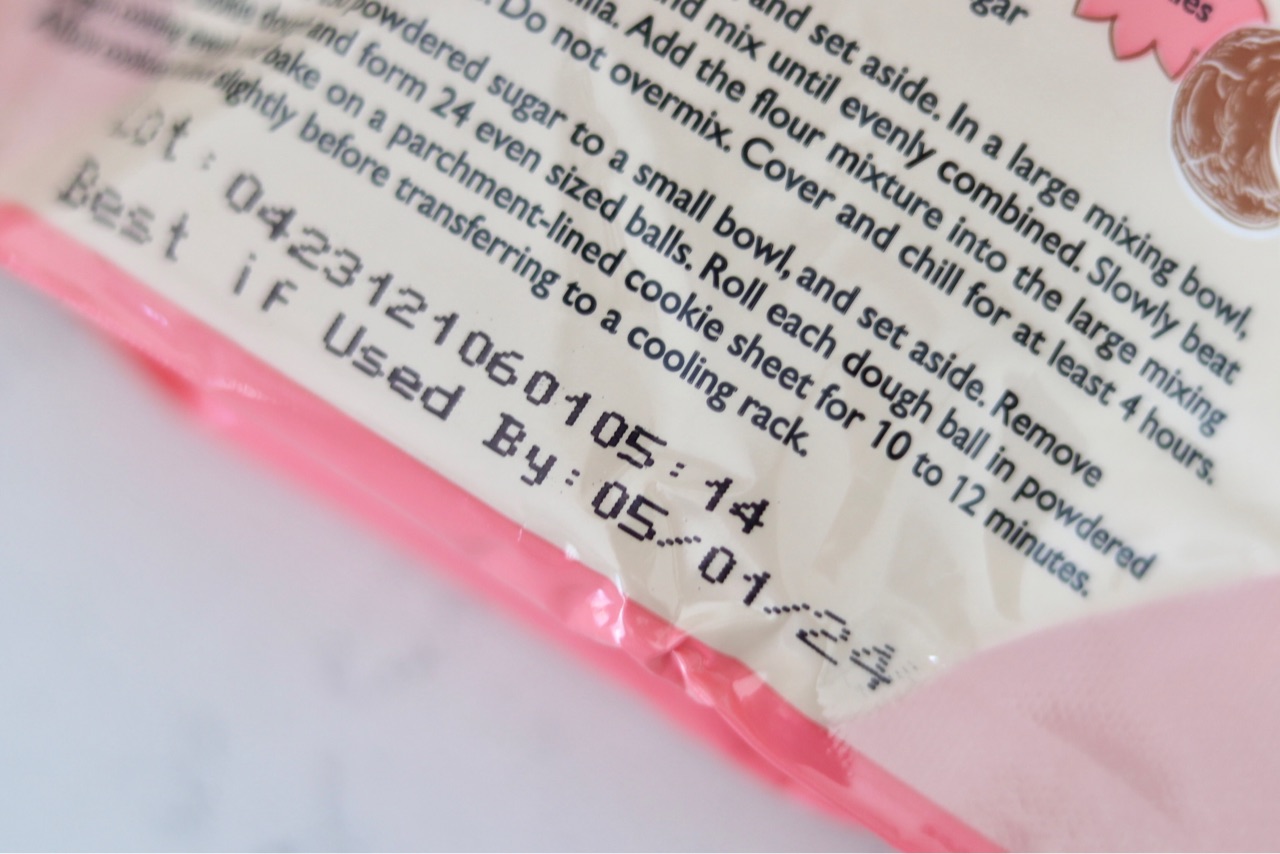 and set aside. In a large mixing bowl,
mix until evenly combined. Slowly beat
Add the flour mixture into the large mixing
Do not overmix. Cover and chill for at least 4 hours.
powdered sugar to a small bowl, and set aside. Remove
and form 24 even sized balls. Roll each dough ball in powdered
bake on a parchment-lined cookie sheet for 10 to 12 minutes.
slightly before transferring to a cooling rack.
Lot: 0423121060105:14
Best if Used By: 05/01/24